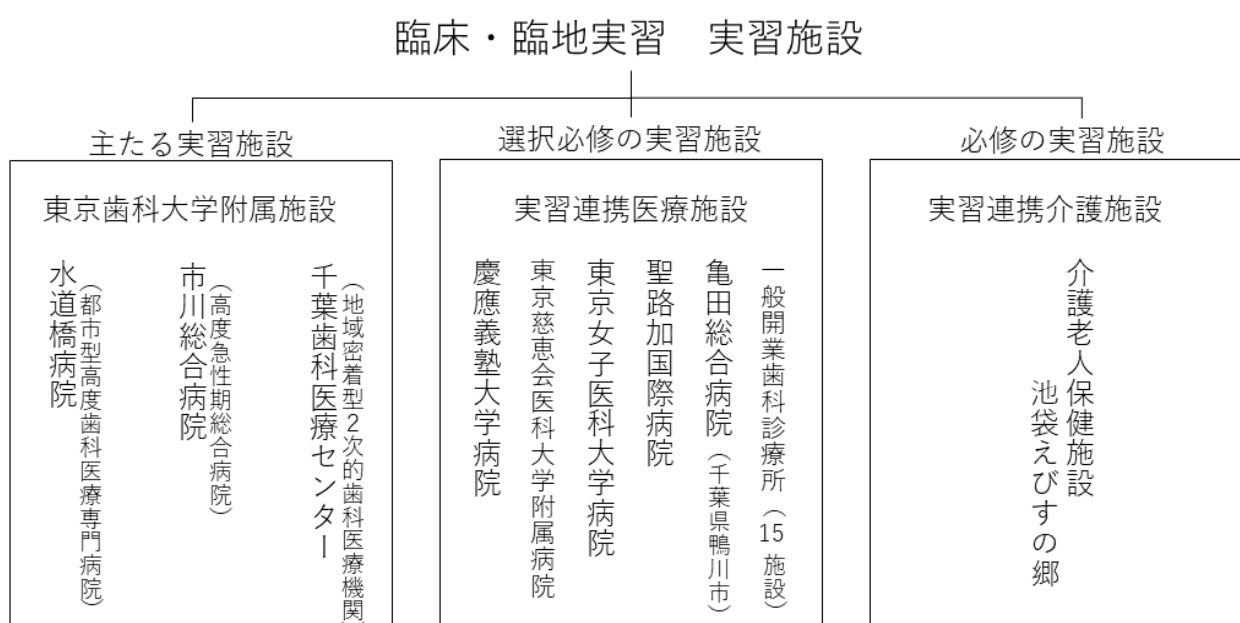 臨床・臨地実習　実習施設
主たる実習施設
東京歯科大学附属施設
水道橋病院
（都市型高度歯科医療専門病院）
市川総合病院
（高度急性期総合病院）
千葉歯科医療センター
（地域密着型2次的歯科医療機関）
選択必修の実習施設
実習連携医療施設
慶應義塾大学病院
東京慈恵会医科大学附属病院
東京女子医科大学病院
聖路加国際病院
亀田総合病院（千葉県鴨川市）
一般開業歯科診療所（15施設）
必修の実習施設
実習連携介護施設
介護老人保健施設
池袋えびすの郷